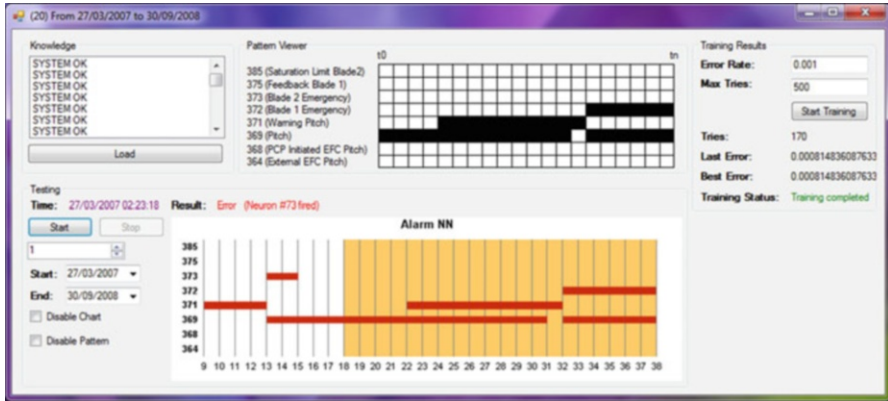 (20) From 27/03/2007 to 30/09/2008
Knowledge
SYSTEM OK
SYSTEM OK
SYSTEM OK
SYSTEM OK
SYSTEM OK
SYSTEM OK
SYSTEM OK
Load
Pattern Viewer
t0 tn
385 (Saturation Limit Blade2)
375 (Feedback Blade 1)
373 (Blade 2 Emergency)
372 (Blade 1 Emergency)
371 (Warning Pitch)
369 (Pitch)
368 (PCP Initiated EFC Pitch)
364 (External EFC Pitch)
Training Results
Error Rate: 0.001
Max Tries: 500
Start Training
Tries: 170
Last Error: 0.000814836087633
Best Error: 0.000814836087633
Training Status: Training completed
Testing
Time: 27/03/2007 02:23:18 Result: Error (Neuron #73 fired)
Start Stop
1
Start: 27/03/2007
End: 30/09/2008
Disable Chart
Disable Pattern
Alarm NN
385
375
373
372
371
369
368
364
9 10 11 12 13 14 15 16 17 18 19 20 21 22 23 24 25 26 27 28 29 30 31 32 33 34 35 36 37 38